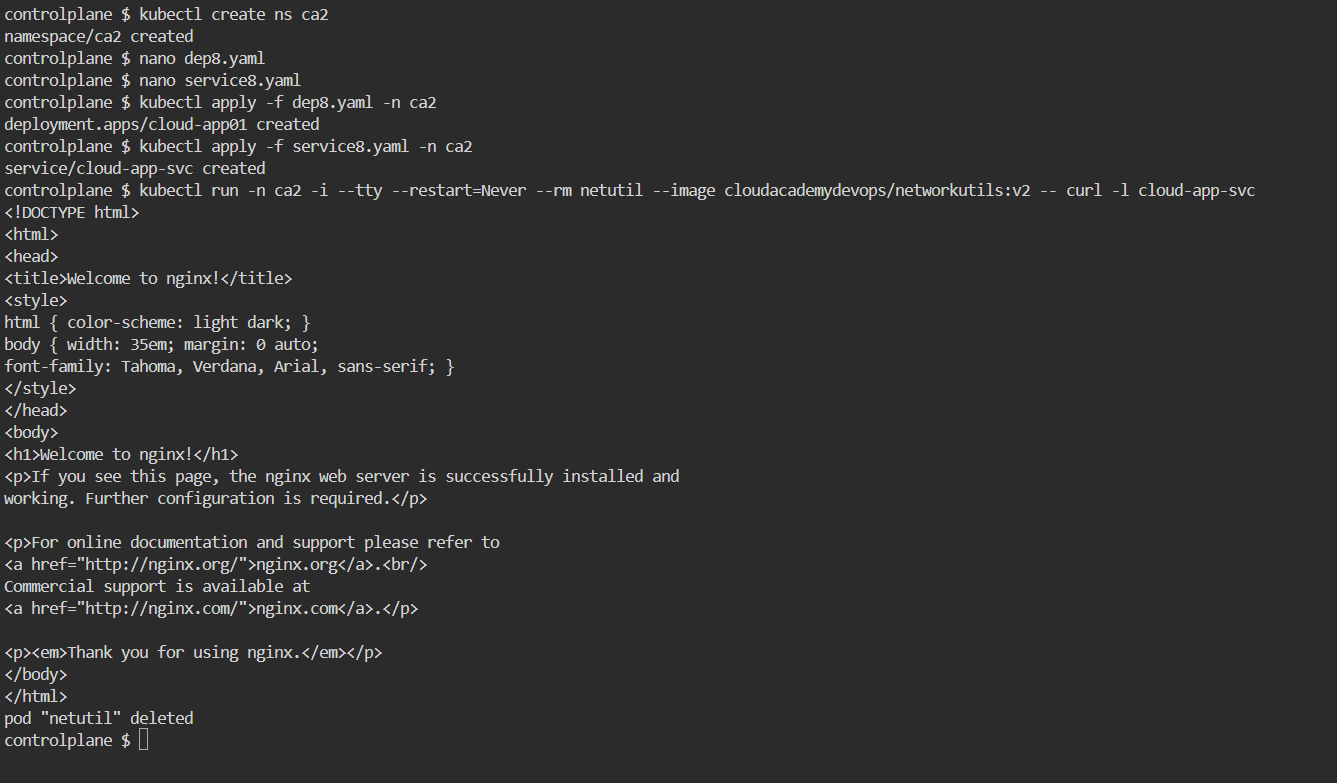 controlplane $ kubectl create ns ca2
namespace/ca2 created
controlplane $ nano dep8.yaml
controlplane $ nano service8.yaml
controlplane $ kubectl apply -f dep8.yaml -n ca2
deployment.apps/cloud-app01 created
controlplane $ kubectl apply -f service8.yaml -n ca2
service/cloud-app-svc created
controlplane $ kubectl run -n ca2 -i --tty --restart=Never --rm netutil --image cloudacademydevops/networkutils:v2 -- curl -l cloud-app-svc
<!DOCTYPE html>
<html>
<head>
<title>Welcome to nginx!</title>
<style>
html { color-scheme: light dark; }
body { width: 35em; margin: 0 auto;
font-family: Tahoma, Verdana, Arial, sans-serif; }
</style>
</head>
<body>
<h1>Welcome to nginx!</h1>
<p>If you see this page, the nginx web server is successfully installed and
working. Further configuration is required.</p>

<p>For online documentation and support please refer to
<a href="http://nginx.org/">nginx.org</a>.<br/>
Commercial support is available at
<a href="http://nginx.com/">nginx.com</a>.</p>

<p><em>Thank you for using nginx.</em></p>
</body>
</html>
pod "netutil" deleted
controlplane $